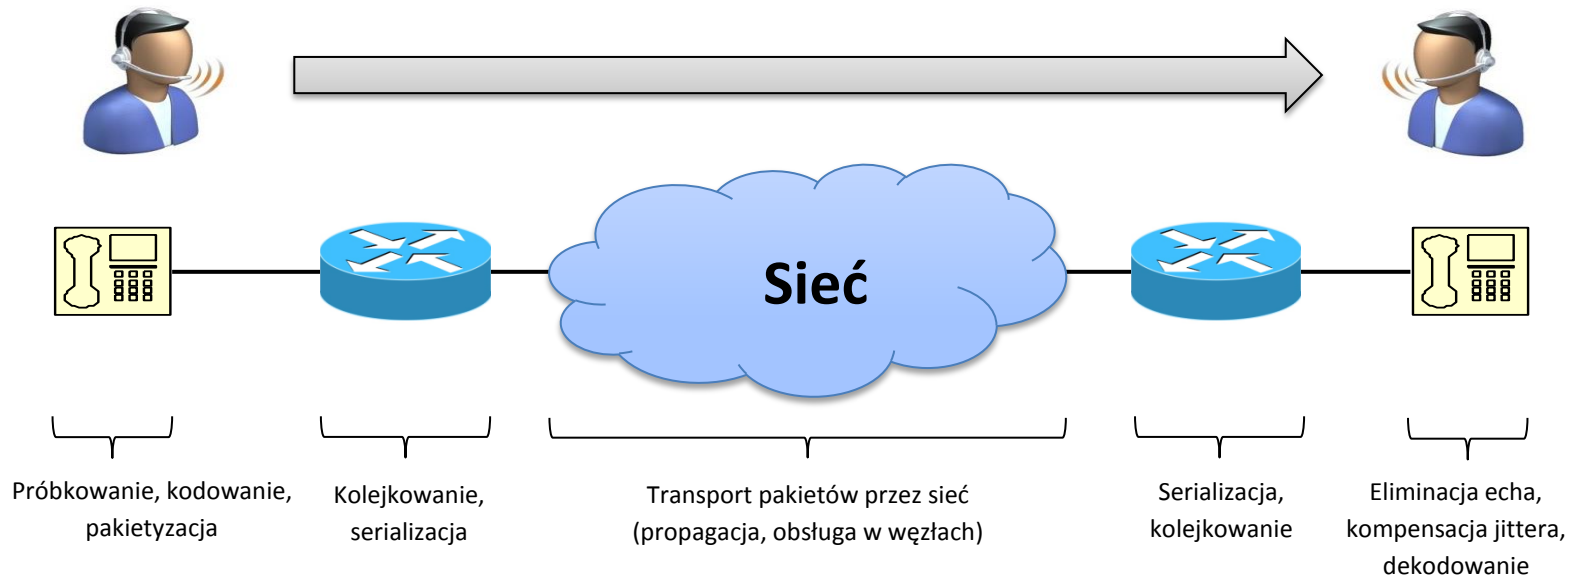 Sieć
Próbkowanie, kodowanie,
pakietyzacja
Kolejkowanie,
serializacja
Transport pakietów przez sieć
(propagacja, obsługa w węzłach)
Serializacja,
kolejkowanie
Eliminacja echa,
kompensacja jittera,
dekodowanie